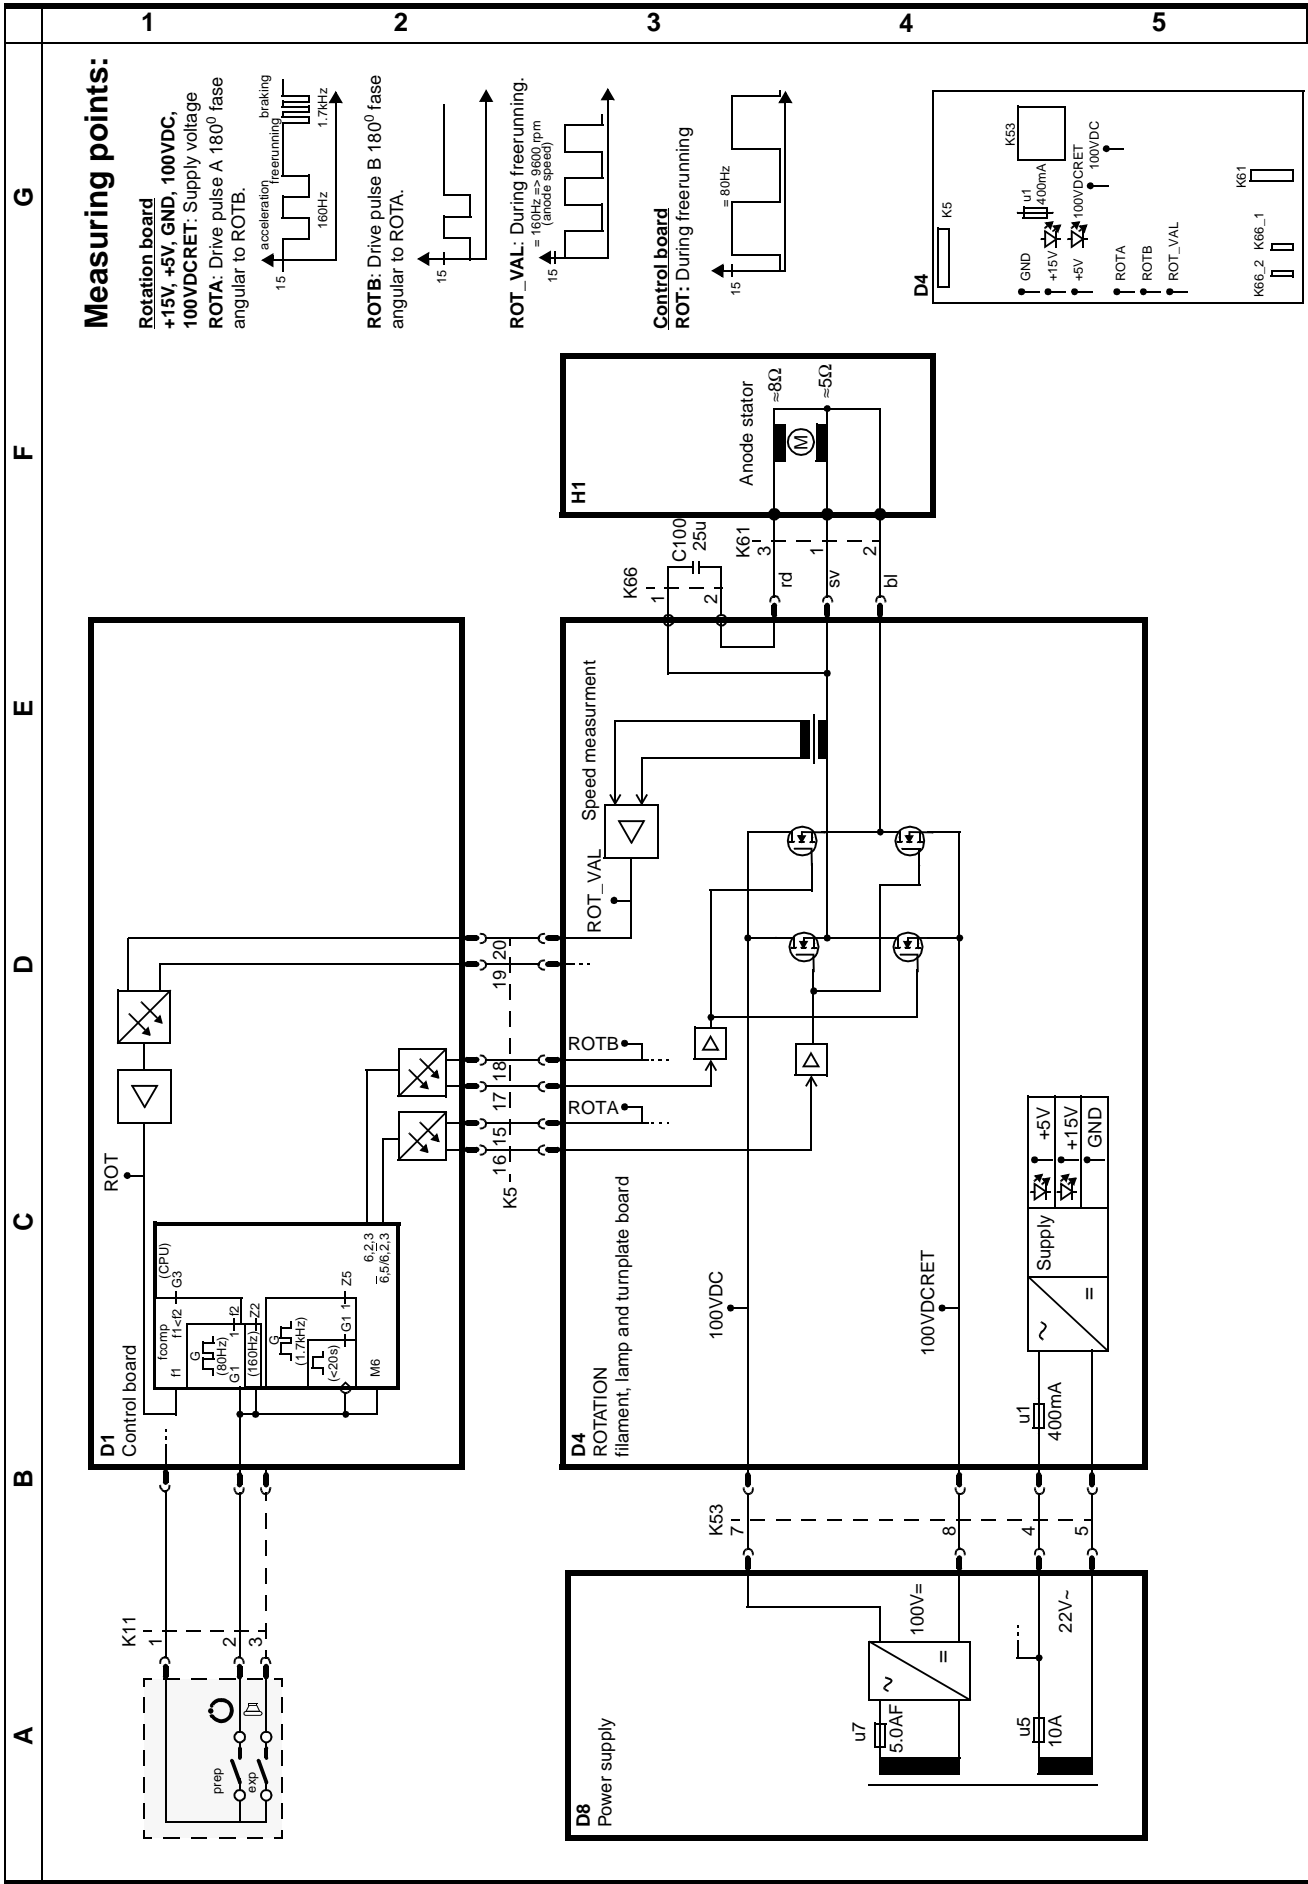 1 2 3 4 5
G
F
E
D
C
B
A
Measuring points:
Rotation board
+15V, +5V, GND, 100VDC,
100VDCRET: Supply voltage
ROTA: Drive pulse A 180⁰ fase
angular to ROTB.
15
acceleration
freerunning
braking
160Hz
1.7kHz
ROTB: Drive pulse B 180⁰ fase
angular to ROTA.
15
ROT_VAL: During freerunning.
= 160Hz => 9600 rpm
(anode speed)
15
Control board
ROT: During freerunning
= 80Hz
15
D4
K5
K53
u1
400mA
GND
+15V
+5V
100VDCRET
100VDC
ROTA
ROTB
ROT_VAL
K66_2
K66_1
K61
H1
Anode stator
≈8Ω
≈5Ω
M
K66
1
2
C100
25u
K61
3
1
2
rd
sv
bl
D1
Control board
ROT
(CPU)
fcomp
f1
f1<f2
G3
G
(80Hz)
G1
1
f2
(160Hz)
Z2
G
(1.7kHz)
(<20s)
G1
1
Z5
M6
6,2,3
6,5/6,2,3
K5
16
15
17
18
19
20
D4
ROTATION
filament, lamp and turnplate board
ROTA
ROTB
ROT_VAL
Speed measurment
100VDC
100VDCRET
u1
400mA
~
=
Supply
+5V
+15V
GND
K53
7
8
4
5
K11
1
2
3
prep
exp
D8
Power supply
u7
5.0AF
~
=
100V=
u5
10A
22V~